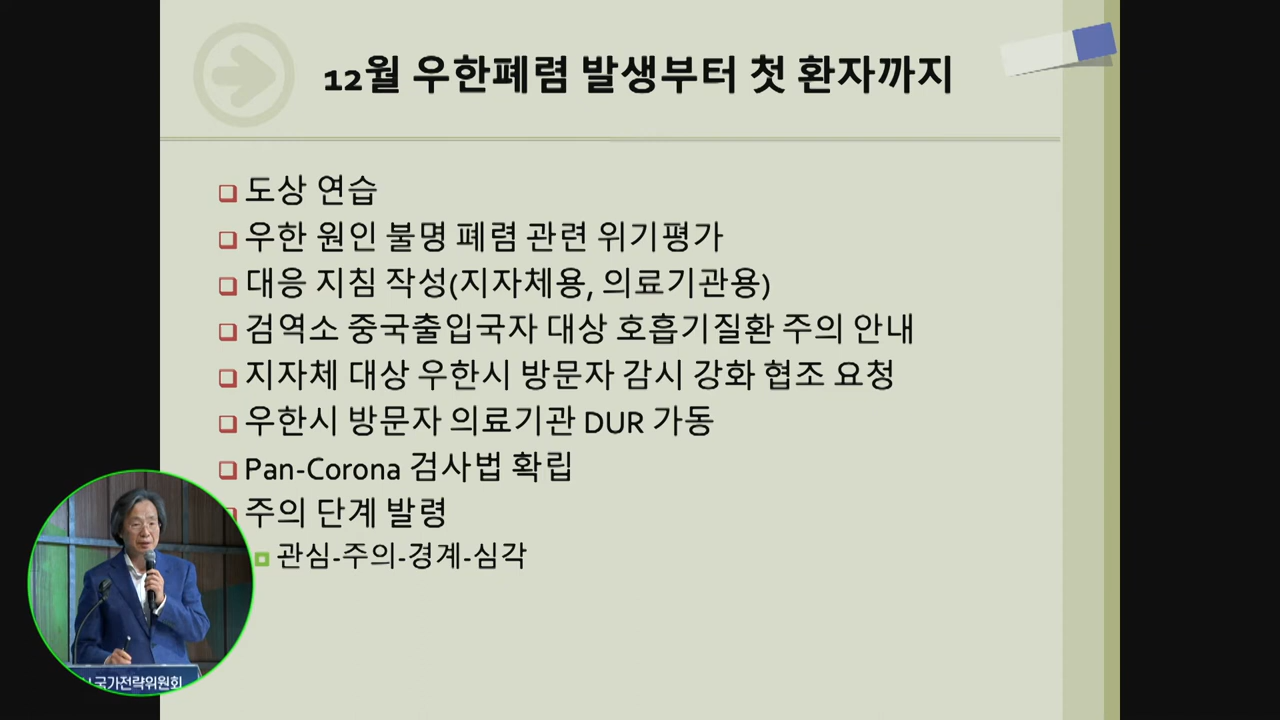 12월 우한폐렴 발생부터 첫 환자까지
도상 연습
우한 원인 불명 폐렴 관련 위기평가
대응 지침 작성(지자체용, 의료기관용)
검역소 중국출입국자 대상 호흡기질환 주의 안내
지자체 대상 우한시 방문자 감시 강화 협조 요청
우한시 방문자 의료기관 DUR 가동
Pan-Corona 검사법 확립
주의 단계 발령
관심-주의-경계-심각
국가전략위원회